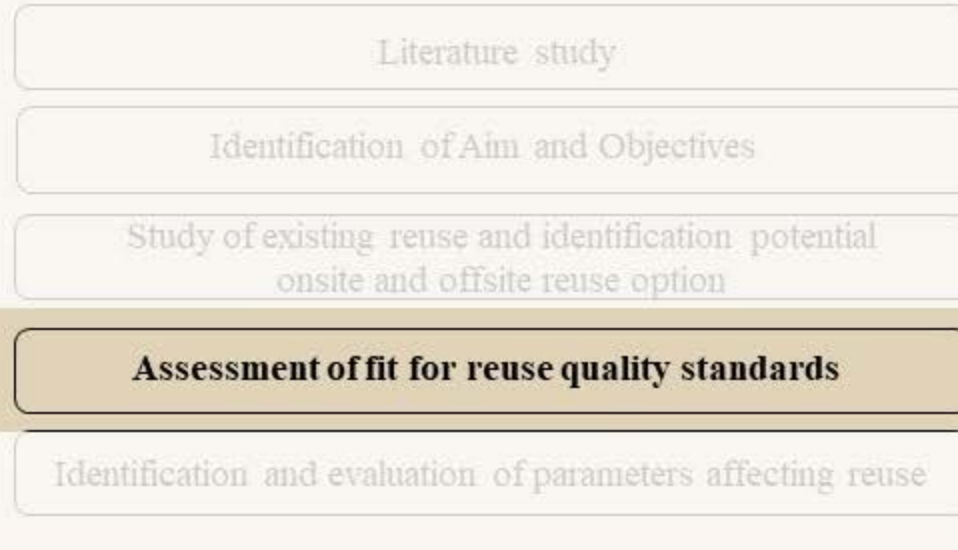 Literature study
Identification of Aim and Objectives
Study of existing reuse and identification potential
onsite and offsite reuse option
Assessment of fit for reuse quality standards
Identification and evaluation of parameters affecting reuse